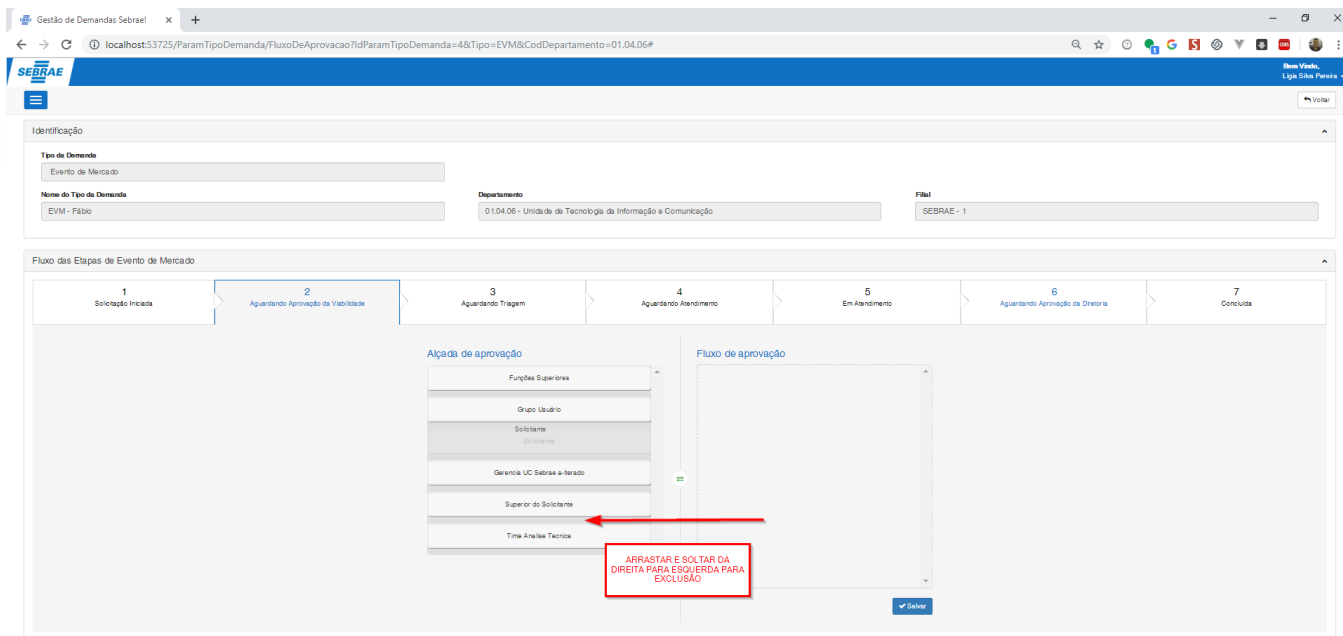 Gestão de Demandas Sebrae!
localhost:53725/ParamTipoDemanda/FluxoDeAprovacao?IdParamTipoDemanda=4&Tipo=EVM&CodDepartamento=01.04.06#
SEBRAE
Bem Vindo,
Ligia Silva Pereira
Voltar
Identificação
Tipo da Demanda
Evento de Mercado
Nome do Tipo da Demanda
Departamento
Filial
EVM - Fábio
01.04.06 - Unidade de Tecnologia da Informação e Comunicação
SEBRAE - 1
Fluxo das Etapas de Evento de Mercado
1
Solicitação Iniciada
2
Aguardando Aprovação da Viabilidade
3
Aguardando Triagem
4
Aguardando Atendimento
5
Em Atendimento
6
Aguardando Aprovação da Diretoria
7
Concluída
Alçada de aprovação
Fluxo de aprovação
Funções Superiores
Grupo Usuário
Solicitante
Solicitante
Gerencia UC Sebrae a-lterado
Superior do Solicitante
Time Analise Tecnica
ARRASTAR E SOLTAR DA
DIREITA PARA ESQUERDA PARA
EXCLUSÃO
Salvar